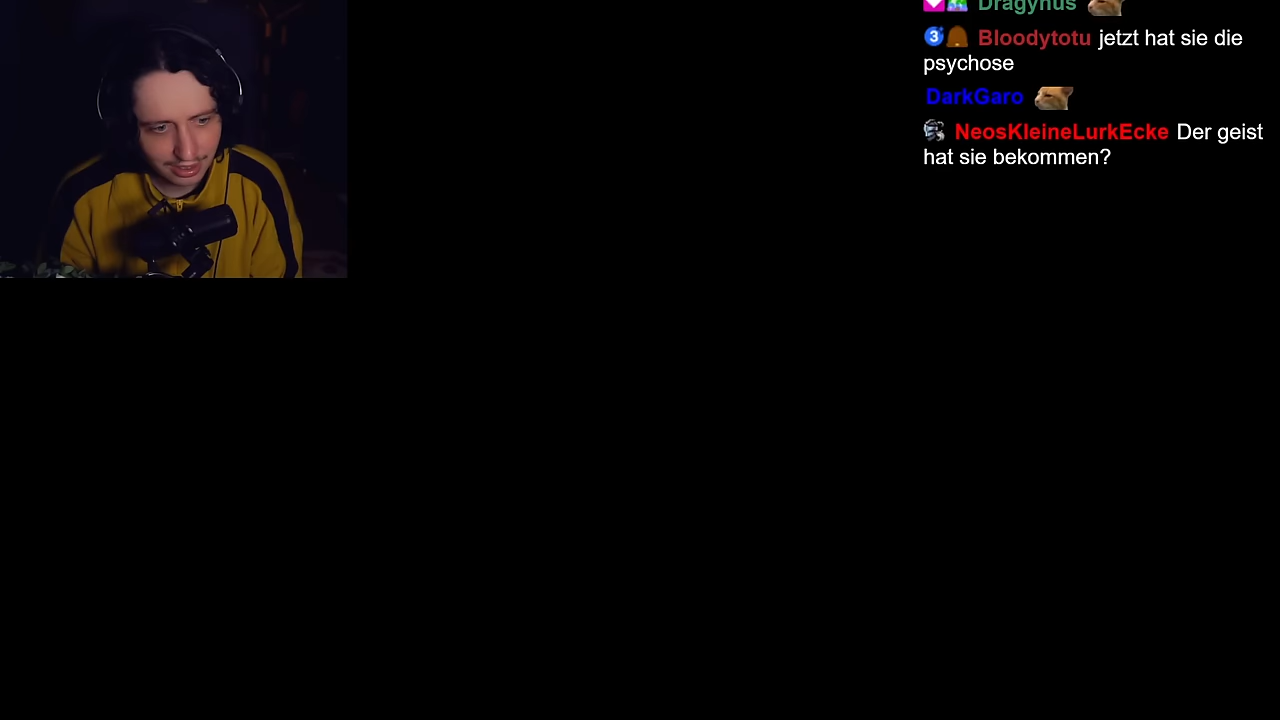 Dragynus
Bloodytotu jetzt hat sie die
psychose
DarkGaro
NeosKleineLurkEcke Der geist
hat sie bekommen?